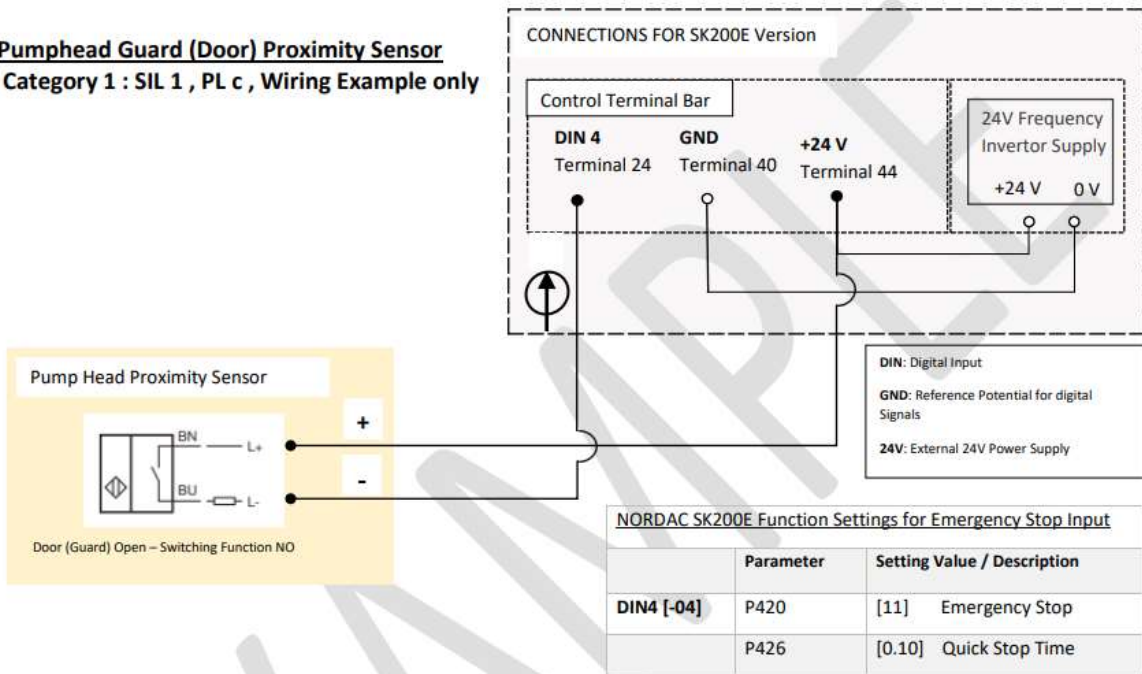 Pumphead Guard (Door) Proximity Sensor
Category 1 : SIL 1 , PL c , Wiring Example only
CONNECTIONS FOR SK200E Version
Control Terminal Bar
DIN 4
Terminal 24
GND
Terminal 40
+24 V
Terminal 44
24V Frequency
Invertor Supply
+24 V 0 V
Pump Head Proximity Sensor
BN
L+
BU
L-
+
-
Door (Guard) Open – Switching Function NO
DIN: Digital Input
GND: Reference Potential for digital
Signals
24V: External 24V Power Supply
NORDAC SK200E Function Settings for Emergency Stop Input
Parameter Setting Value / Description
DIN4 [-04] P420 [11] Emergency Stop
P426 [0.10] Quick Stop Time